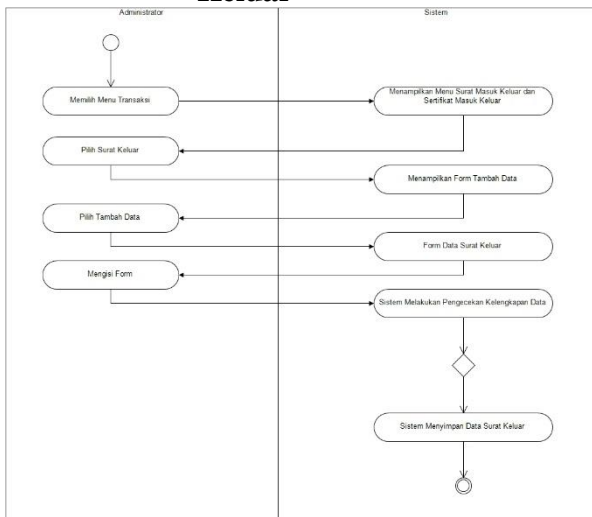 Keluar
Administrator
Sistem
Memilih Menu Transaksi
Menampilkan Menu Surat Masuk Keluar dan
Sertifikat Masuk Keluar
Pilih Surat Keluar
Menampilkan Form Tambah Data
Pilih Tambah Data
Form Data Surat Keluar
Mengisi Form
Sistem Melakukan Pengecekan Kelengkapan Data
Sistem Menyimpan Data Surat Keluar